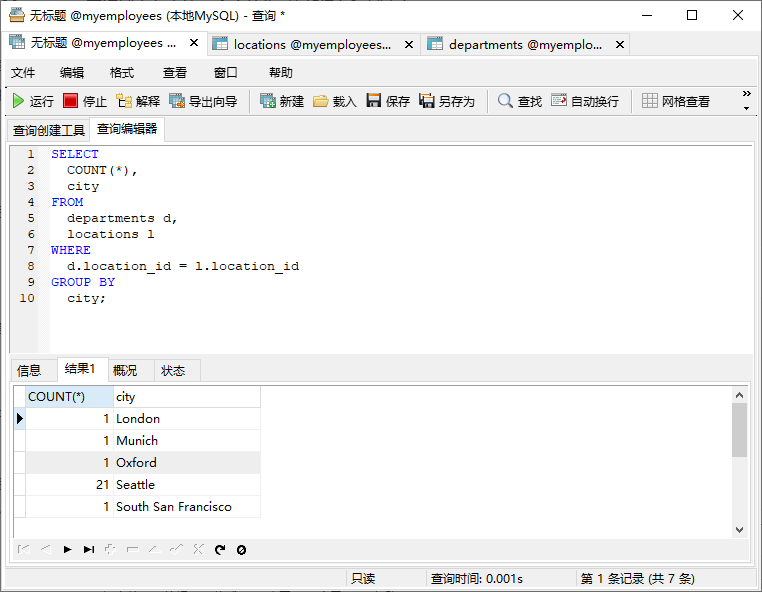 无标题 @myemployees (本地MySQL) - 查询 *
无标题 @myemployees ... locations @myemployees... departments @myemplo...
文件 编辑 格式 查看 窗口 帮助
运行 停止 解释 导出向导 新建 载入 保存 另存为 查找 自动换行 网格查看
查询创建工具 查询编辑器
1 SELECT
2 COUNT(*),
3 city
4 FROM
5 departments d,
6 locations l
7 WHERE
8 d.location_id = l.location_id
9 GROUP BY
10 city;
信息 结果1 概况 状态
COUNT(*) city
1 London
1 Munich
1 Oxford
21 Seattle
1 South San Francisco
只读 查询时间: 0.001s 第 1 条记录 (共 7 条)